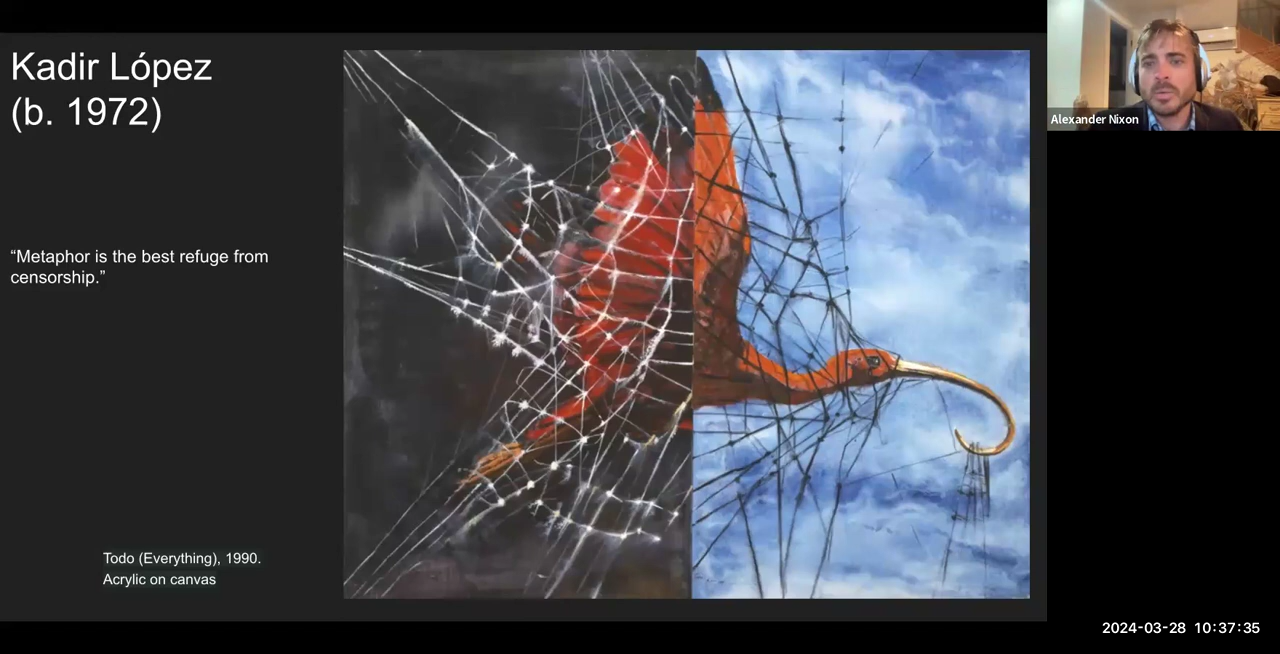 Kadir López
(b. 1972)
“Metaphor is the best refuge from
censorship.”
Todo (Everything), 1990.
Acrylic on canvas
Alexander Nixon
2024-03-28 10:37:35